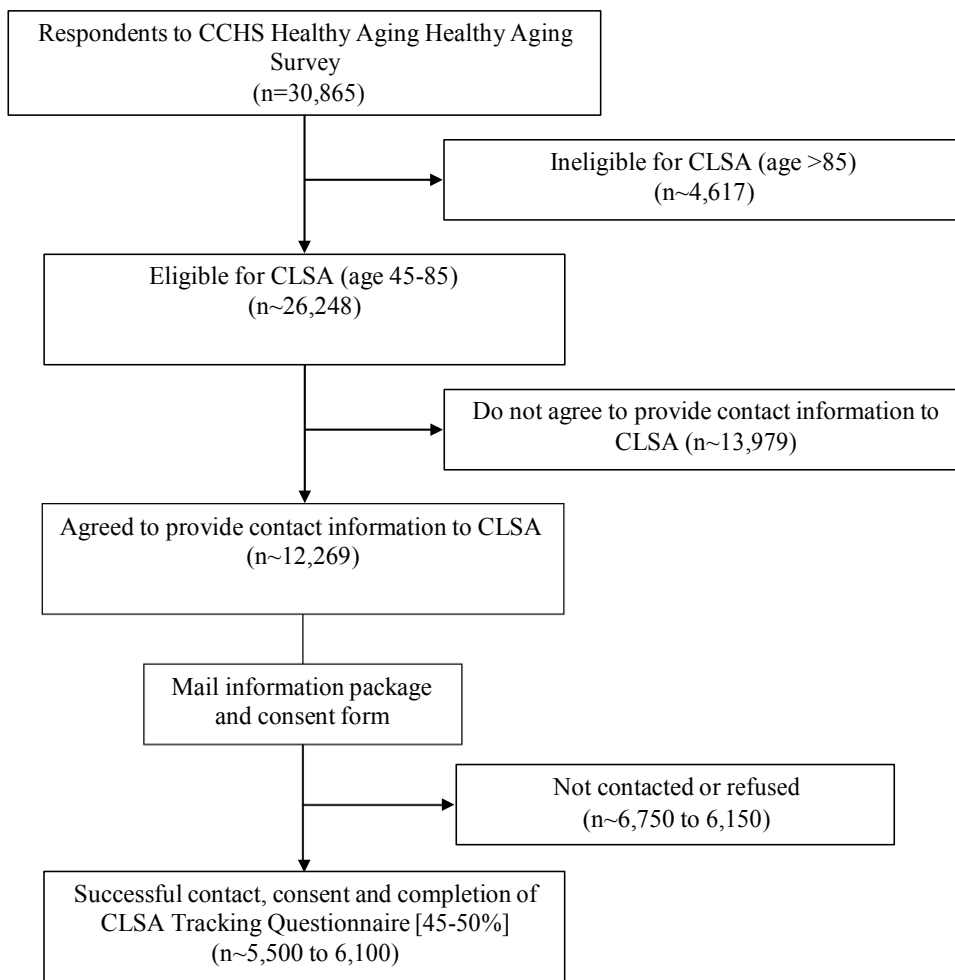 Respondents to CCHS Healthy Aging Healthy Aging
Survey
(n=30,865)
Ineligible for CLSA (age >85)
(n~4,617)
Eligible for CLSA (age 45-85)
(n~26,248)
Do not agree to provide contact information to
CLSA (n~13,979)
Agreed to provide contact information to CLSA
(n~12,269)
Mail information package
and consent form
Not contacted or refused
(n~6,750 to 6,150)
Successful contact, consent and completion of
CLSA Tracking Questionnaire [45-50%]
(n~5,500 to 6,100)